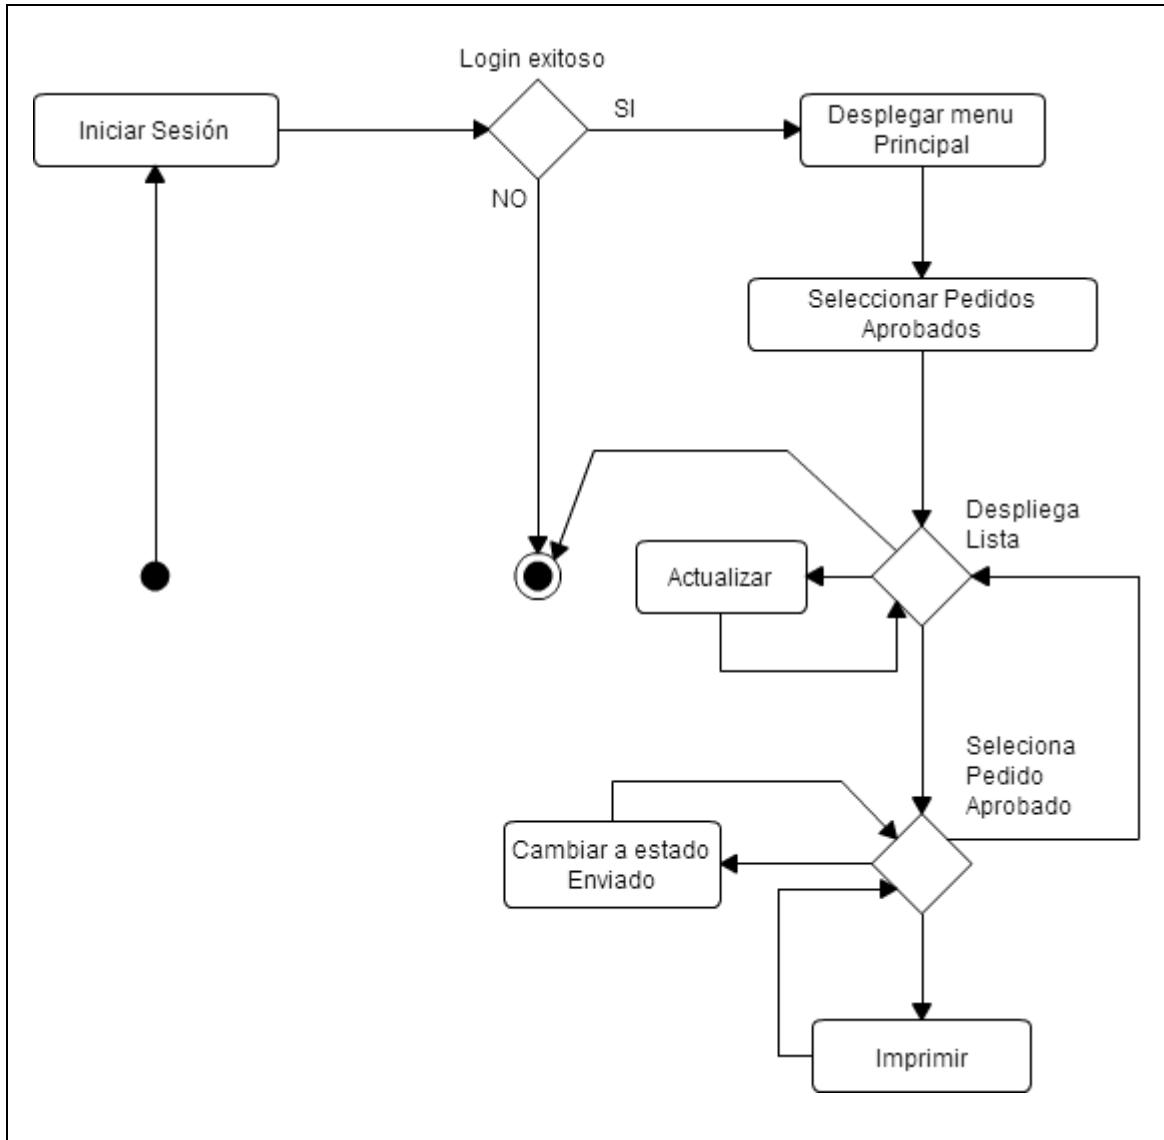 Login exitoso
Iniciar Sesión
SI
Desplegar menu
Principal
NO
Seleccionar Pedidos
Aprobados
Despliega
Lista
Actualizar
Seleciona
Pedido
Aprobado
Cambiar a estado
Enviado
Imprimir